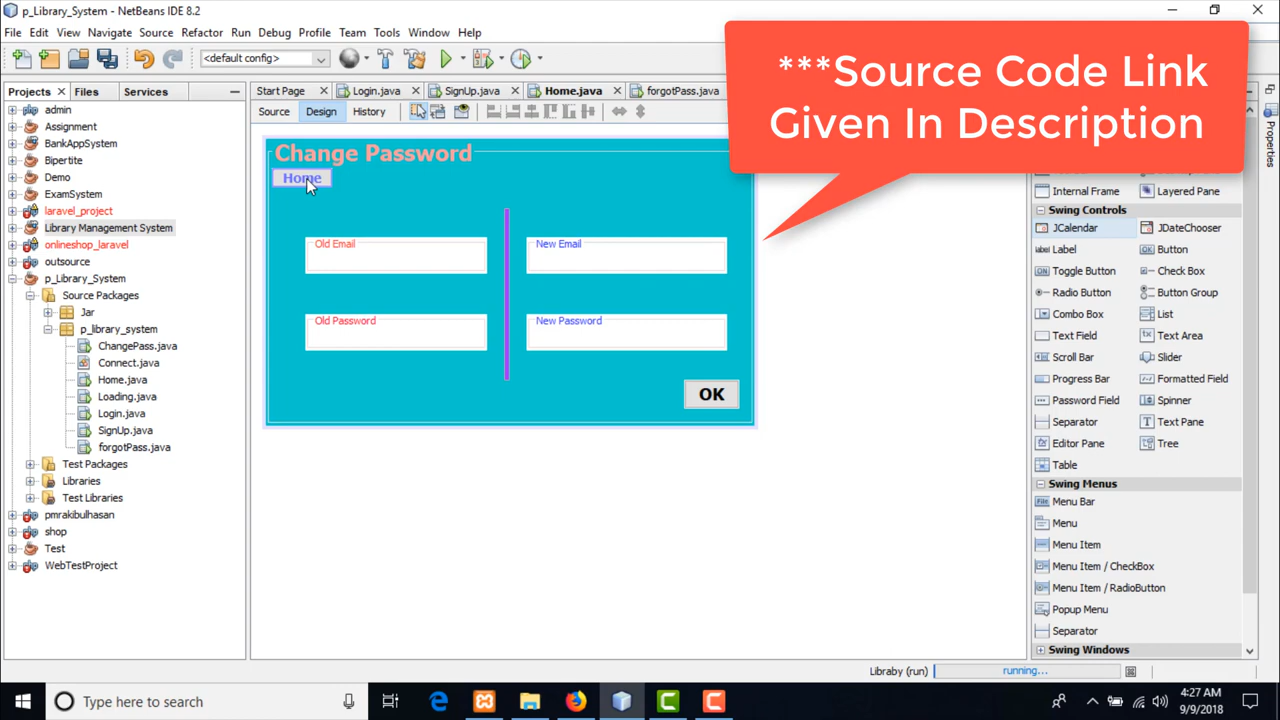 p_Library_System - NetBeans IDE 8.2
File Edit View Navigate Source Refactor Run Debug Profile Team Tools Window Help
<default config>
***Source Code Link
Given In Description
Projects Files Services
Start Page Login.java SignUp.java Home.java forgotPass.java
Source Design History
admin
Assignment
BankAppSystem
Bipertite
Demo
ExamSystem
laravel_project
Library Management System
onlineshop_laravel
outsource
p_Library_System
Source Packages
Jar
p_library_system
ChangePass.java
Connect.java
Home.java
Loading.java
Login.java
SignUp.java
forgotPass.java
Test Packages
Libraries
Test Libraries
pmrakibulhasan
shop
Test
WebTestProject
Change Password
Home
Old Email New Email
Old Password New Password
OK
Properties
Internal Frame Layered Pane
Swing Controls
JCalendar JDateChooser
label Label OK Button
ON Toggle Button Check Box
Radio Button Button Group
Combo Box List
Text Field Text Area
Scroll Bar Slider
Progress Bar Formatted Field
Password Field Spinner
Separator Text Pane
Editor Pane Tree
Table
Swing Menus
File Menu Bar
Menu
Menu Item
Menu Item / CheckBox
Menu Item / RadioButton
Popup Menu
Separator
Swing Windows
Libraby (run) running...
Type here to search
4:27 AM
9/9/2018